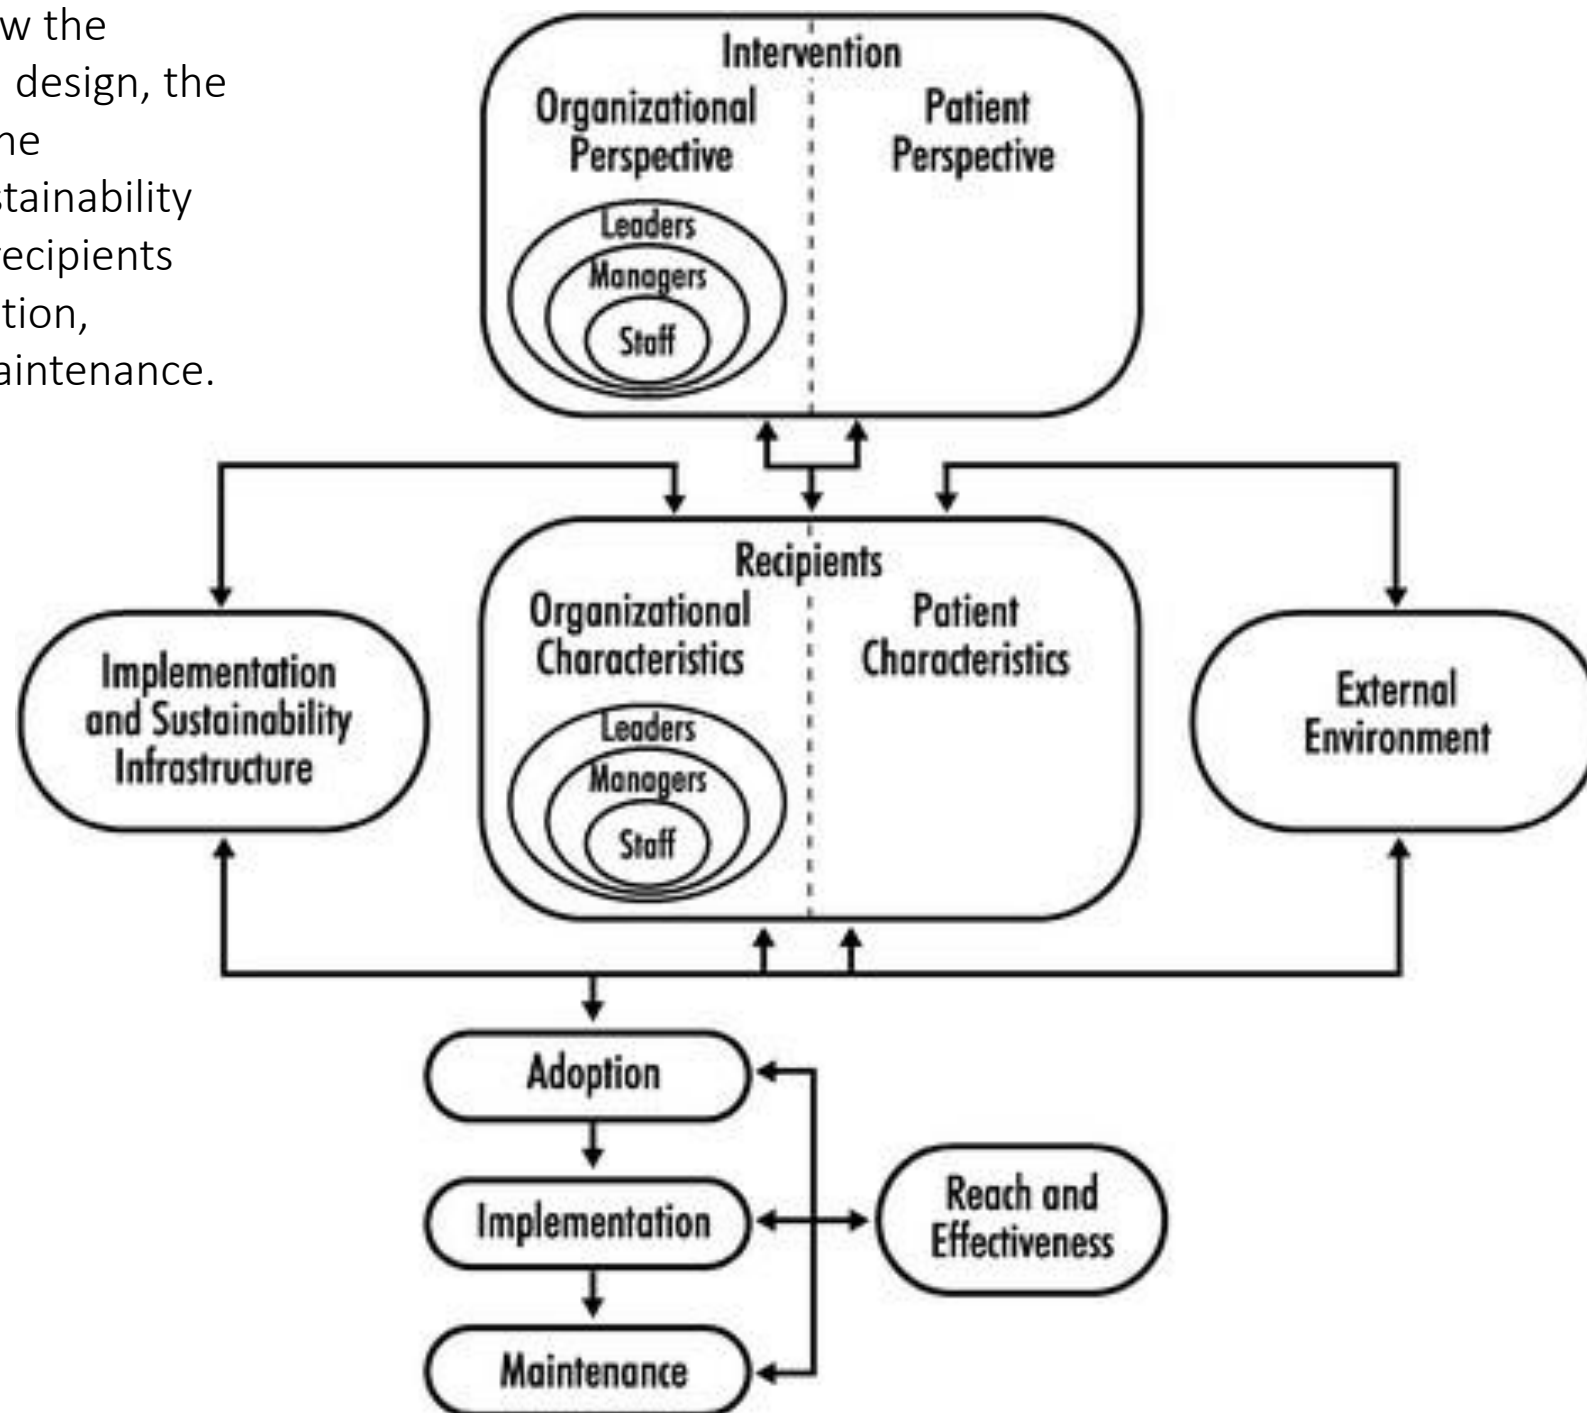 w the
design, the
ne
stainability
recipients
tion,
aintenance.
Intervention
Organizational
Perspective
Patient
Perspective
Leaders
Managers
Staff
Recipients
Organizational
Characteristics
Patient
Characteristics
Leaders
Managers
Staff
Implementation
and Sustainability
Infrastructure
External
Environment
Adoption
Implementation
Maintenance
Reach and
Effectiveness